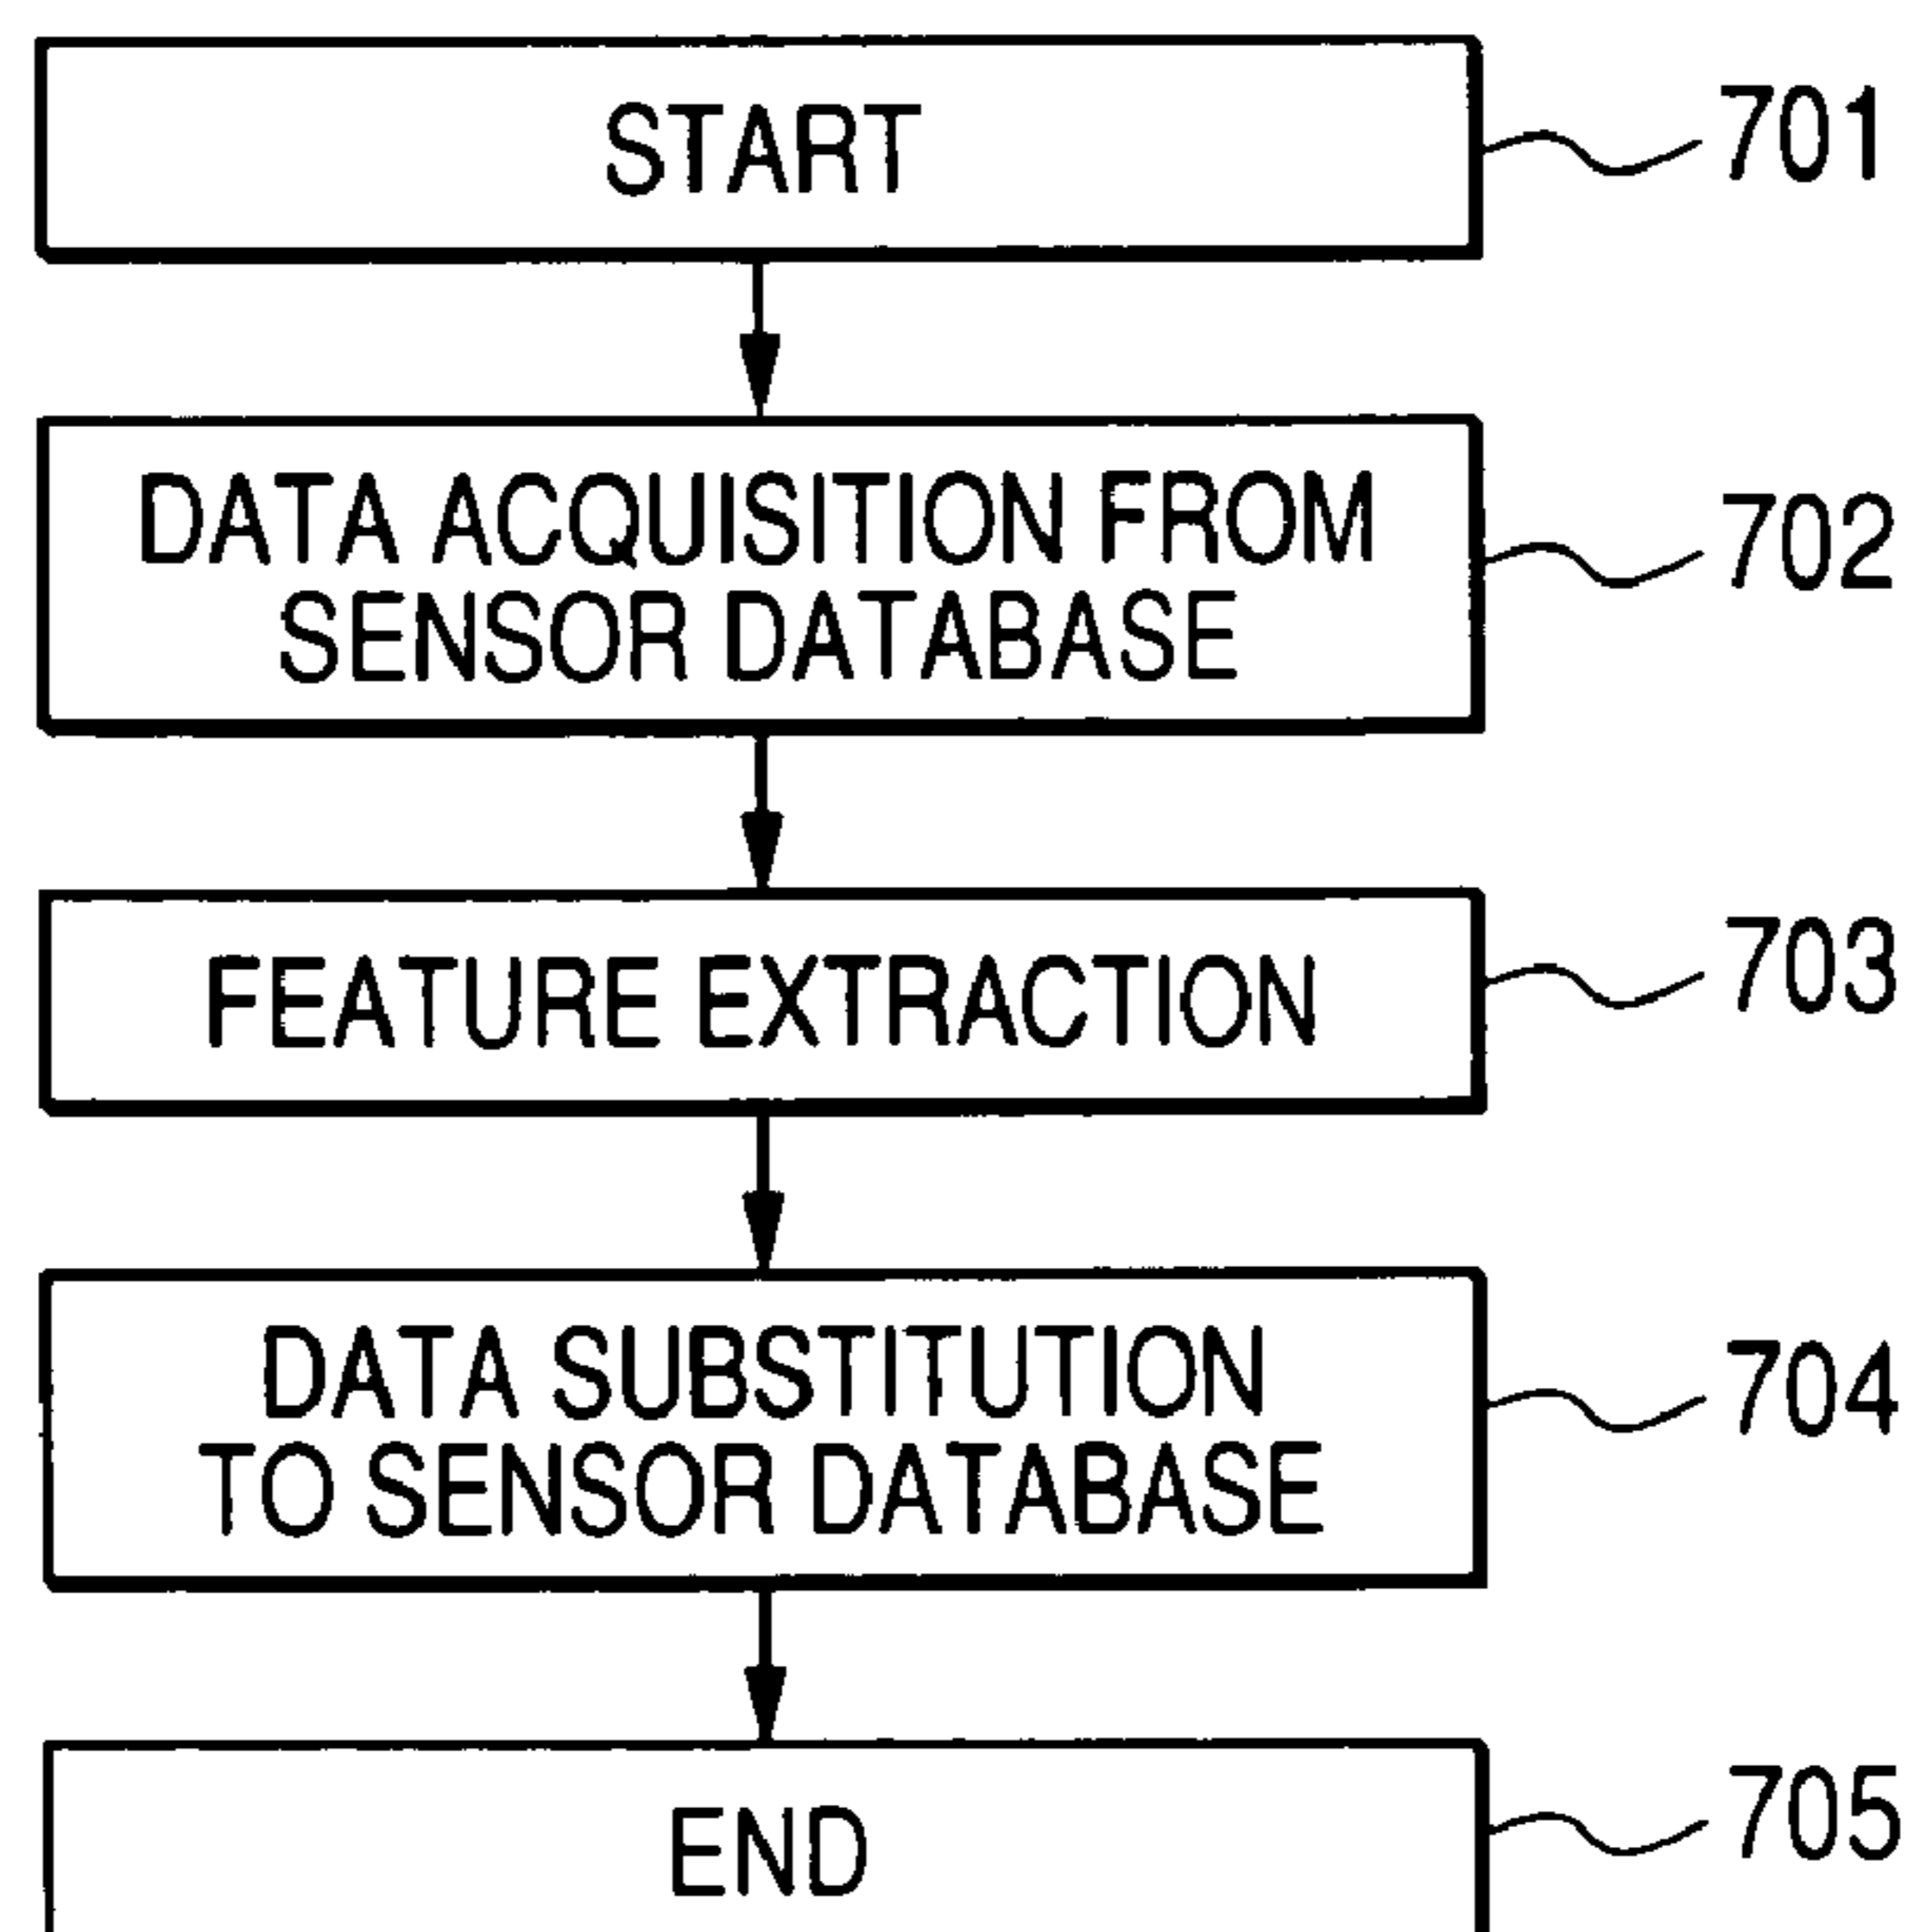 START
701
DATA ACQUISITION FROM
SENSOR DATABASE
702
FEATURE EXTRACTION
703
DATA SUBSTITUTION
TO SENSOR DATABASE
704
END
705